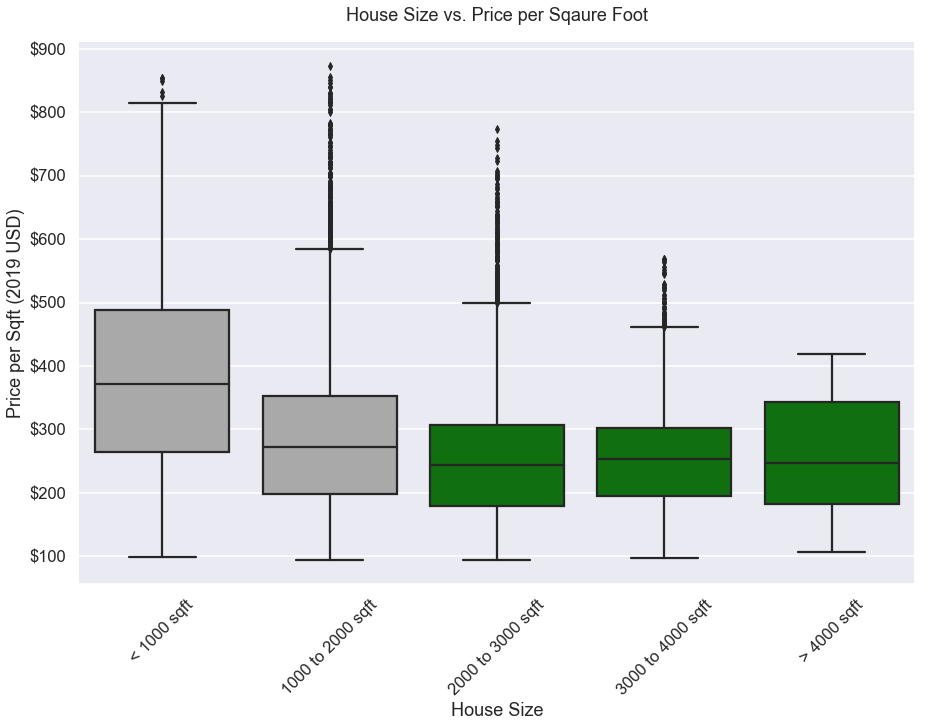 House Size vs. Price per Sqaure Foot
$900
$800
$700
$600
$500
$400
$300
$200
$100
Price per Sqft (2019 USD)
< 1000 sqft
1000 to 2000 sqft
2000 to 3000 sqft
3000 to 4000 sqft
> 4000 sqft
House Size